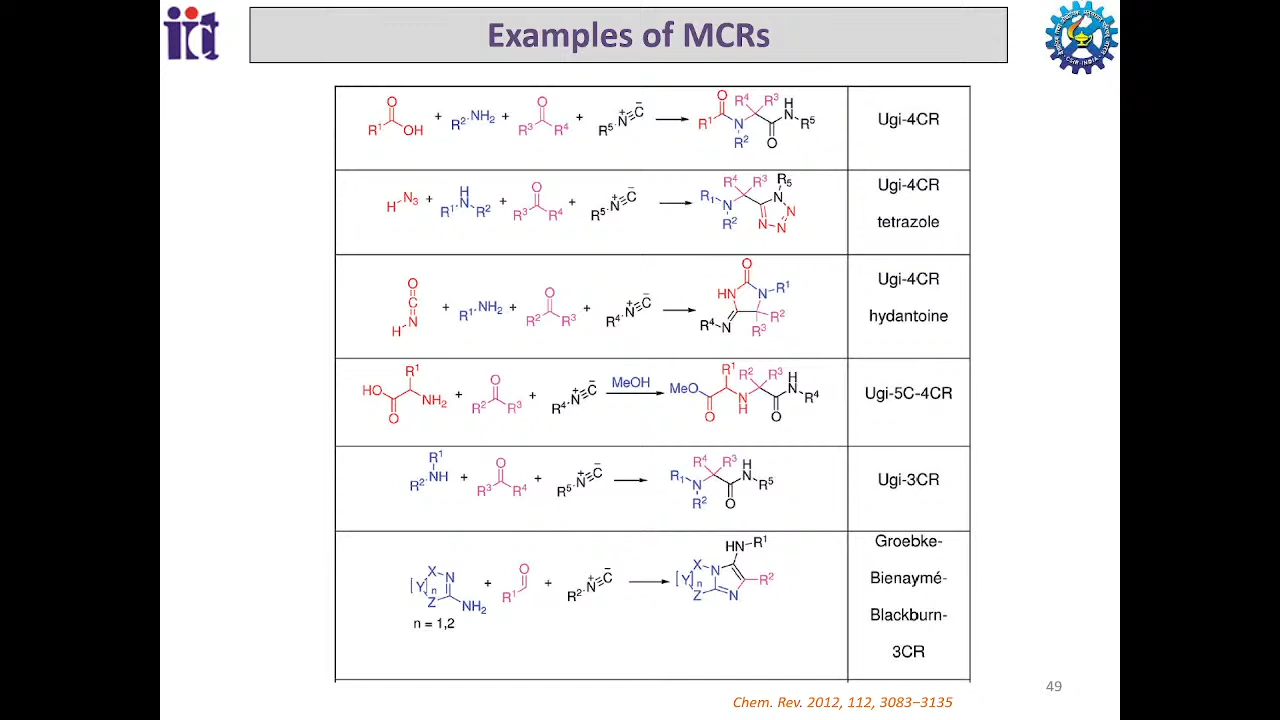 iict
Examples of MCRs
CSIR-INDIA
R¹ O OH + R²-NH₂ + R³ O R⁴ + R⁵-N≡C + − → R¹ O N R² R⁴ R³ O H N R⁵
Ugi-4CR
H-N₃ + R¹ H N R² + R³ O R⁴ + R⁵-N≡C + − → R₁ N R² R⁴ R³ R₅ N N N N
Ugi-4CR
tetrazole
O C N H + R¹-NH₂ + R² O R³ + R⁴-N≡C + − → O HN N R¹ R² R³ R⁴ N
Ugi-4CR
hydantoine
HO O R¹ NH₂ + R² O R³ + R⁴-N≡C + − MeOH → MeO O R¹ N H R² R³ O H N R⁴
Ugi-5C-4CR
R¹ R² NH + R³ O R⁴ + R⁵-N≡C + − → R₁ N R² R⁴ R³ O H N R⁵
Ugi-3CR
[Y]n X N Z NH₂ + R¹ O + R²-N≡C + − → [Y]n X N Z N HN R¹ R²
n = 1,2
Groebke-
Bienaymé-
Blackburn-
3CR
49
Chem. Rev. 2012, 112, 3083–3135